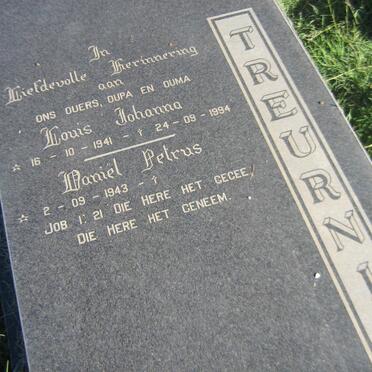 In
Liefdevolle Herinnering
aan
ONS OUERS, OUPA EN OUMA
Louis Johanna
* 16 - 10 - 1941 - † 24 - 09 - 1994
Daniël Petrus
* 2 - 09 - 1943 - †
JOB 1: 21 DIE HERE HET GEGEE,
DIE HERE HET GENEEM.
TREURNI